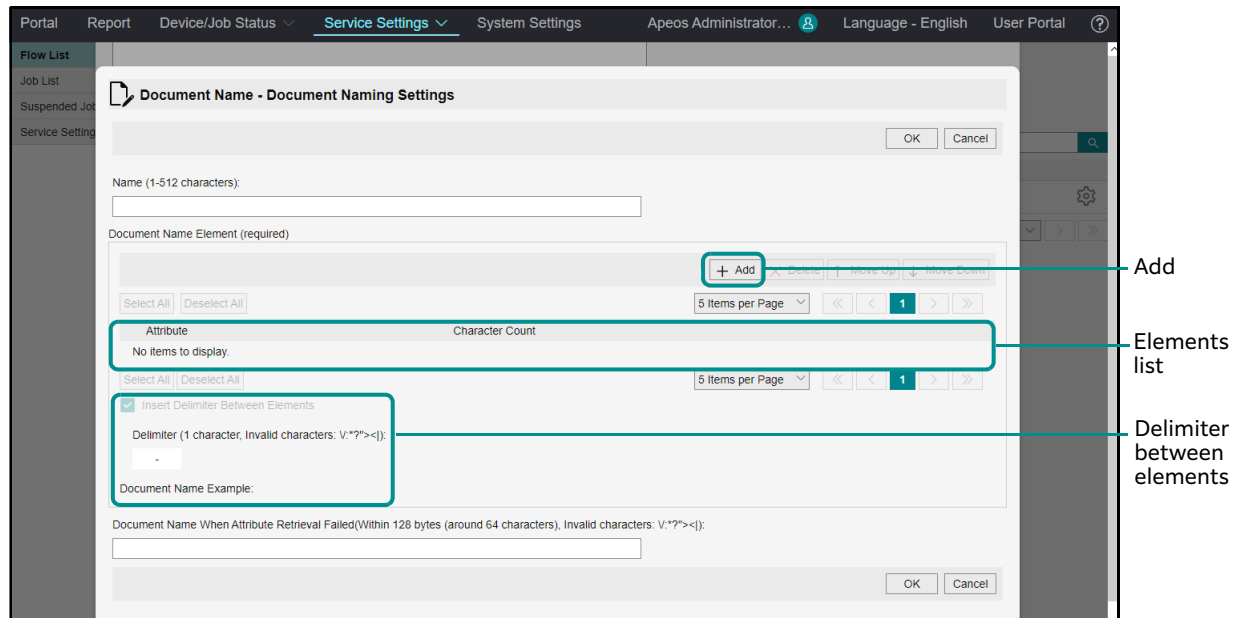 Portal Report Device/Job Status Service Settings System Settings Apeos Administrator... Language - English User Portal ?
Flow List
Job List
Suspended Job
Service Setting
Document Name - Document Naming Settings
OK Cancel
Name (1-512 characters):
Document Name Element (required)
+ Add Delete Move Up Move Down
Add
Select All Deselect All 5 Items per Page 1
Attribute Character Count
No items to display.
Elements
list
Select All Deselect All 5 Items per Page 1
Insert Delimiter Between Elements
Delimiter (1 character, Invalid characters: \/:*?"><|):
-
Delimiter
between
elements
Document Name Example:
Document Name When Attribute Retrieval Failed(Within 128 bytes (around 64 characters), Invalid characters: \/:*?"><|):
OK Cancel